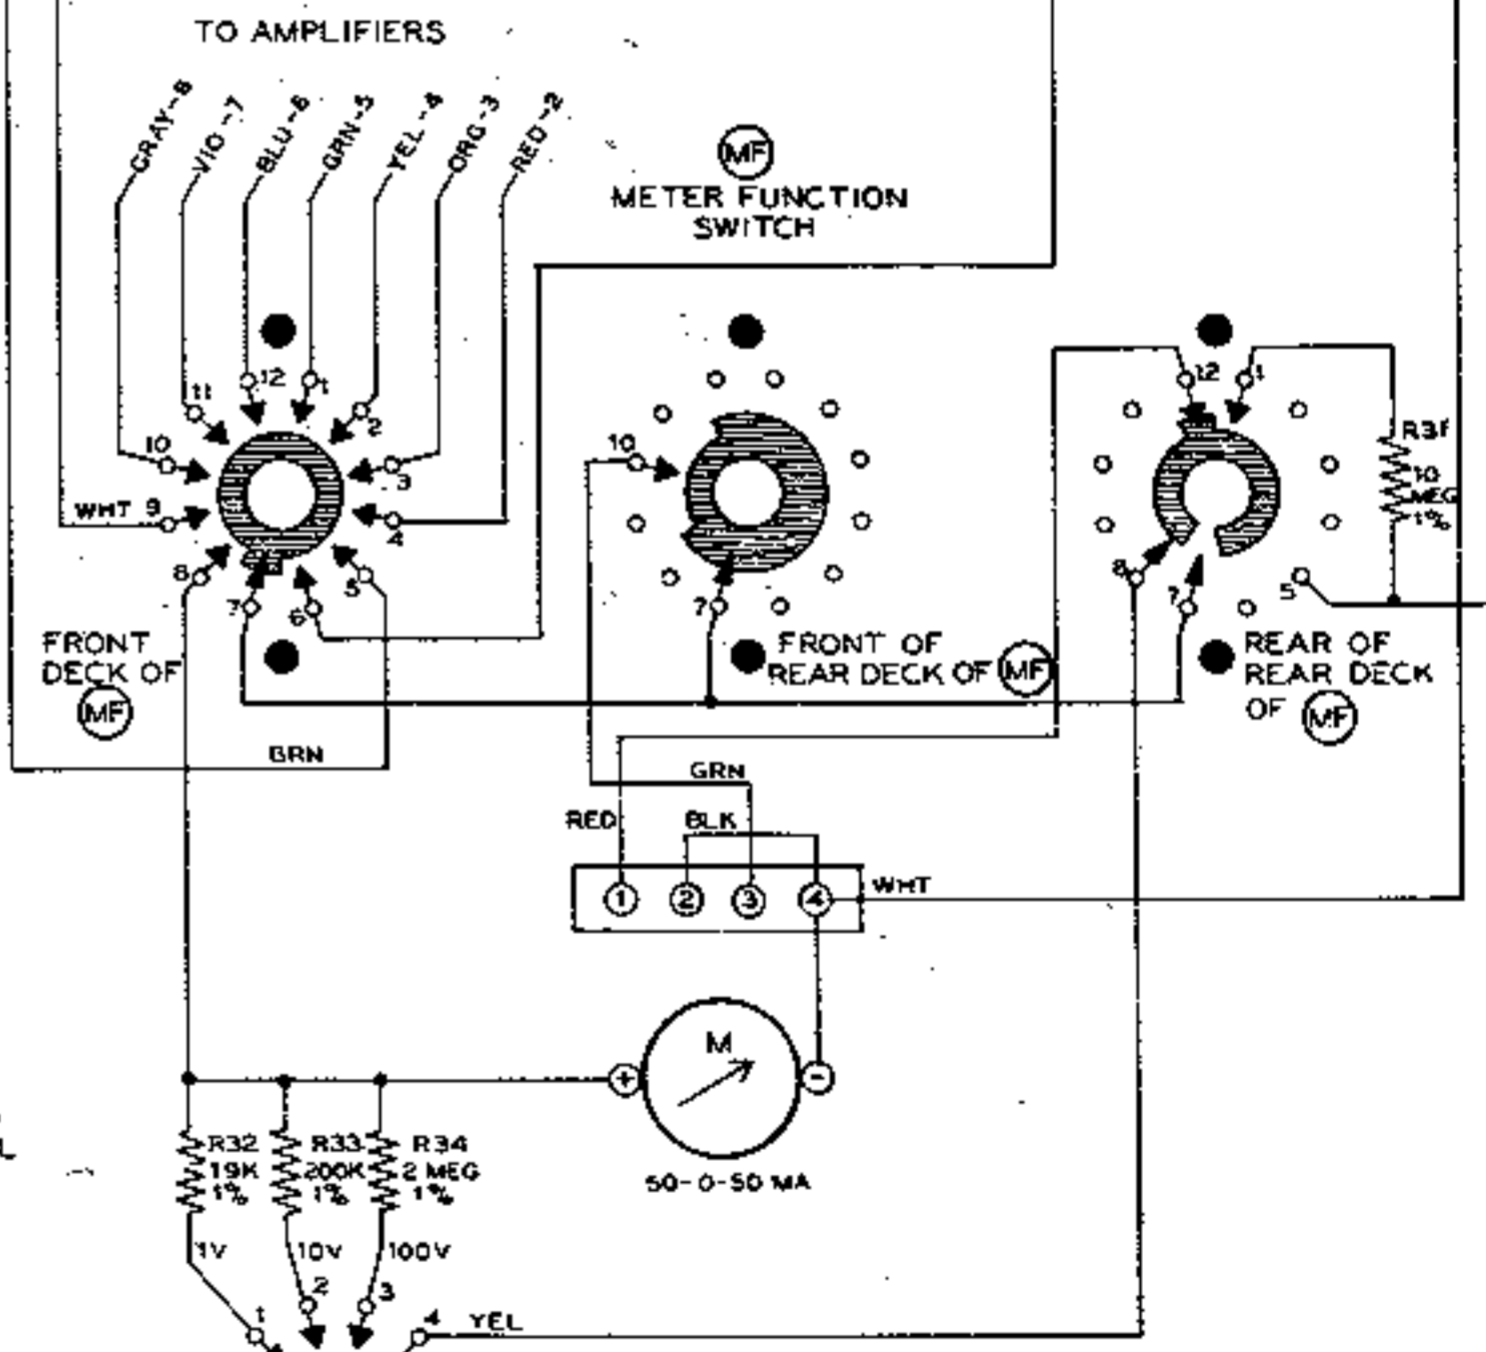 TO AMPLIFIERS
GRAY-8
VIO-7
BLU-6
GRN-5
YEL-4
ORG-3
RED-2
MF
METER FUNCTION
SWITCH
11
12
1
2
10
3
WHT 9
4
8
7
6
5
10
7
12
1
8
7
5
R31
10
MEG
1%
FRONT
DECK OF
MF
FRONT OF
REAR DECK OF MF
REAR OF
REAR DECK
OF MF
BRN
GRN
RED
BLK
1 2 3 4
WHT
M
+
-
50-0-50 MA
R32
19K
1%
R33
200K
1%
R34
2 MEG
1%
1V
10V
100V
1
2
3
4
YEL